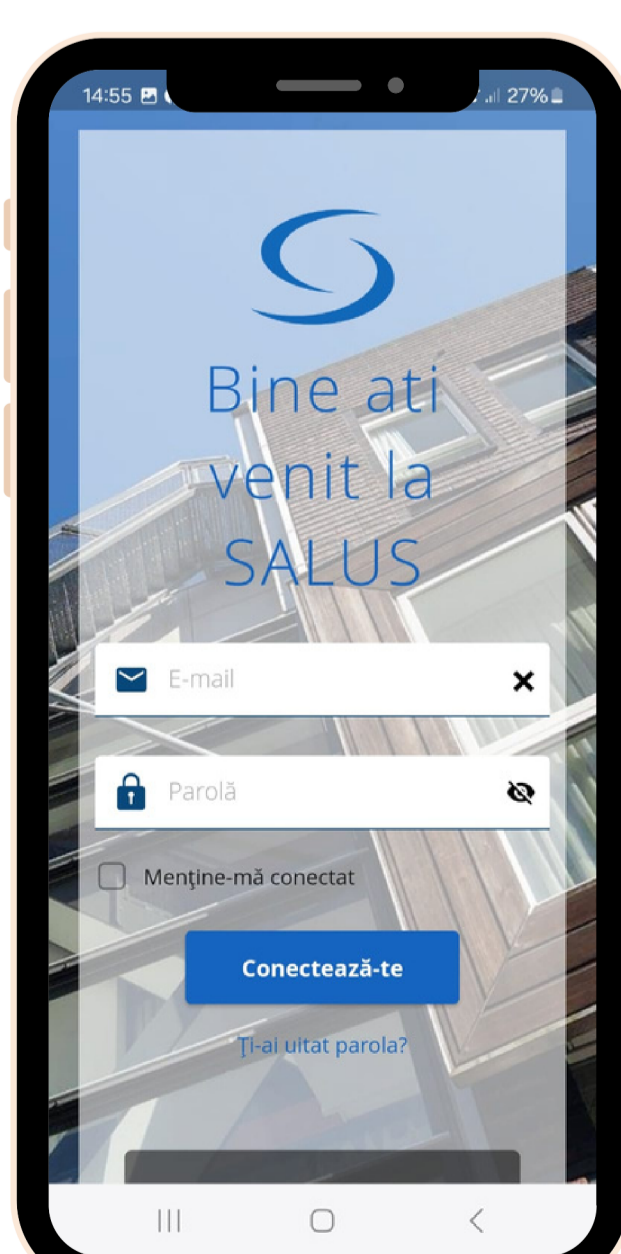 14:55
27%
Bine ati
venit la
SALUS
E-mail
Parolă
Menţine-mă conectat
Conectează-te
Ţi-ai uitat parola?